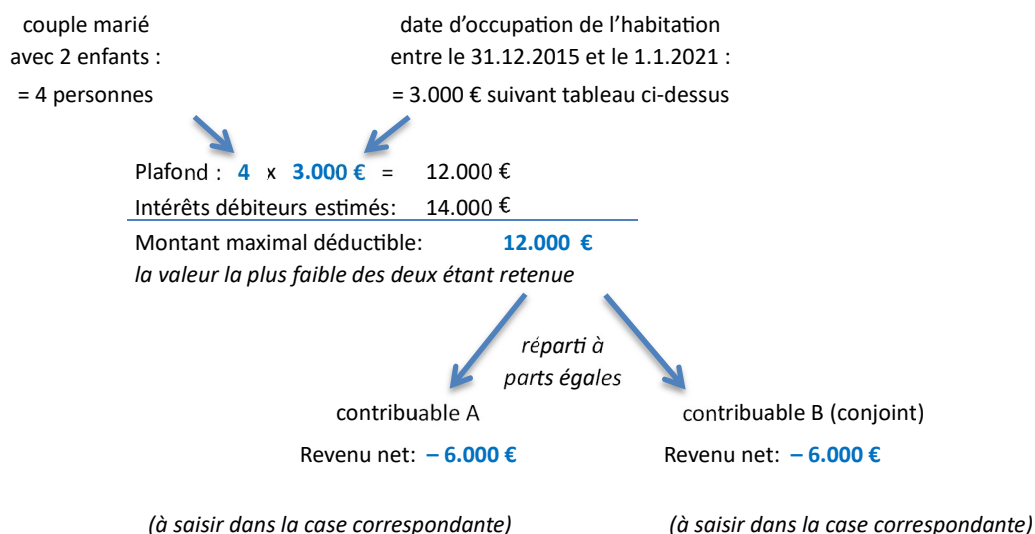 couple marié
avec 2 enfants :
= 4 personnes
date d'occupation de l'habitation
entre le 31.12.2015 et le 1.1.2021 :
= 3.000 € suivant tableau ci-dessus
Plafond : 4 x 3.000 € = 12.000 €
Intérêts débiteurs estimés: 14.000 €
Montant maximal déductible: 12.000 €
la valeur la plus faible des deux étant retenue
réparti à
parts égales
contribuable A
Revenu net: – 6.000 €
(à saisir dans la case correspondante)
contribuable B (conjoint)
Revenu net: – 6.000 €
(à saisir dans la case correspondante)